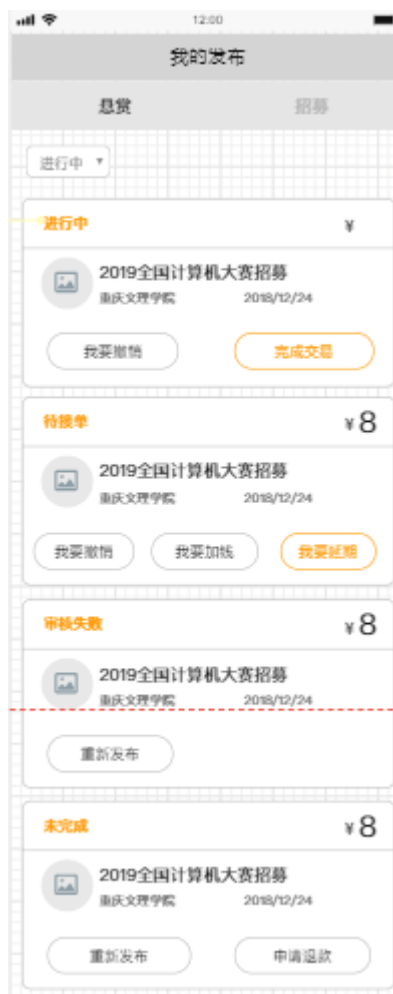 12:00
我的发布
悬赏 招募
进行中
进行中 ¥
2019全国计算机大赛招募
重庆文理学院 2018/12/24
我要撤销 完成交易
待接单 ¥8
2019全国计算机大赛招募
重庆文理学院 2018/12/24
我要撤销 我要加线 我要延期
审核失败 ¥8
2019全国计算机大赛招募
重庆文理学院 2018/12/24
重新发布
未完成 ¥8
2019全国计算机大赛招募
重庆文理学院 2018/12/24
重新发布 申请退款